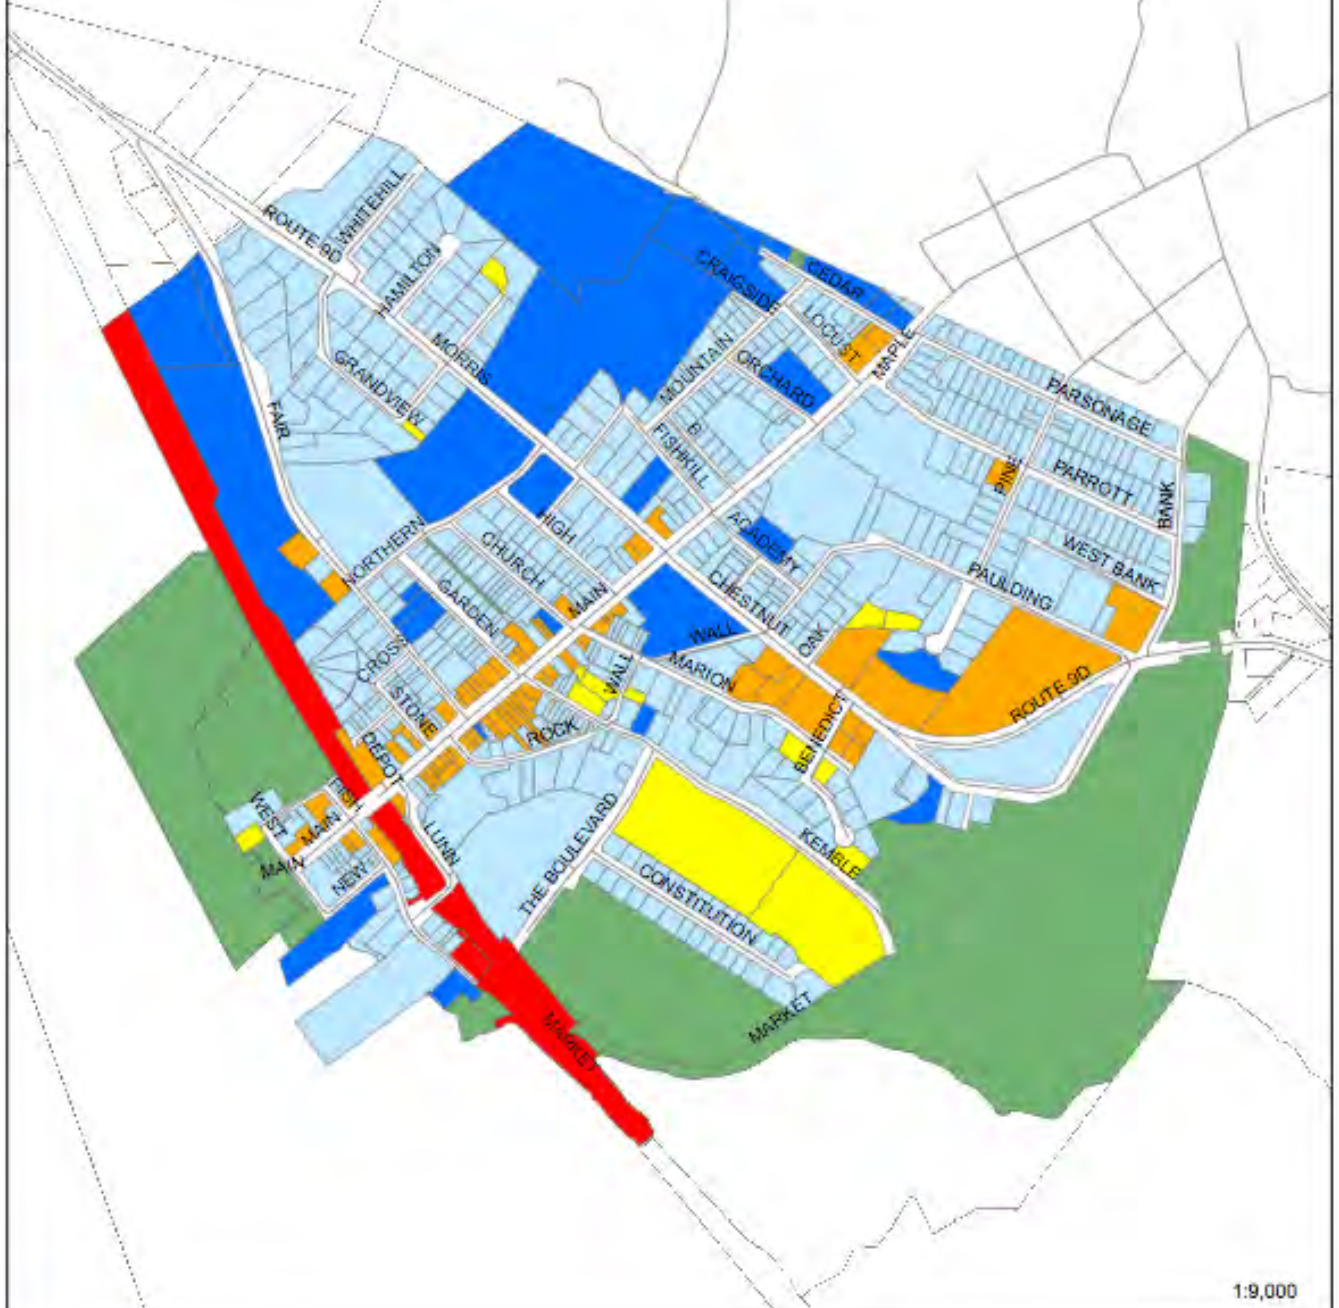 WHITEHILL
ROUTE 9D
HAMILTON
CRAIGSIDE
CEDAR
LOCUST
MORRIS
MOUNTAIN
MAPLE
GRANDVIEW
ORCHARD
PARSONAGE
FAIR
B
FISHKILL
PINE
PARROTT
BANK
NORTHERN
HIGH
ACADEMY
CHURCH
WEST BANK
GARDEN
MAIN
CHESTNUT
PAULDING
CROSS
WALL
OAK
MARION
WALL
STONE
ROUTE 9D
ROCK
BENEDICT
DEPOT
FISH
WEST
MAIN
LUNN
THE BOULEVARD
KEMBLE
MAIN
NEW
CONSTITUTION
MARKET
MARKET
1:9,000